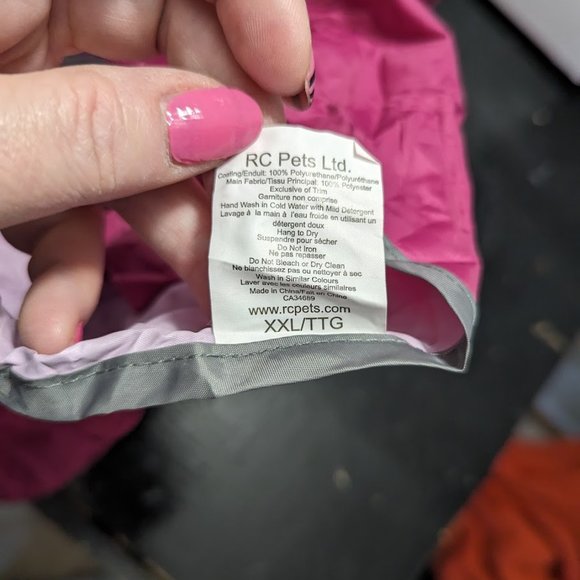 RC Pets Ltd.
Coating/Enduit: 100% Polyurethane/Polyuréthane
Main Fabric/Tissu Principal: 100% Polyester
Exclusive of Trim
Garniture non comprise
Hand Wash in Cold Water with Mild Detergent
Lavage à la main à l'eau froide en utilisant un
détergent doux
Hang to Dry
Suspendre pour sécher
Do Not Iron
Ne pas repasser
Do Not Bleach or Dry Clean
Ne blanchissez pas ou nettoyer à sec
Wash in Similar Colours
Laver avec les couleurs similaires
Made in China/Fait en China
CA34689
www.rcpets.com
XXL/TTG